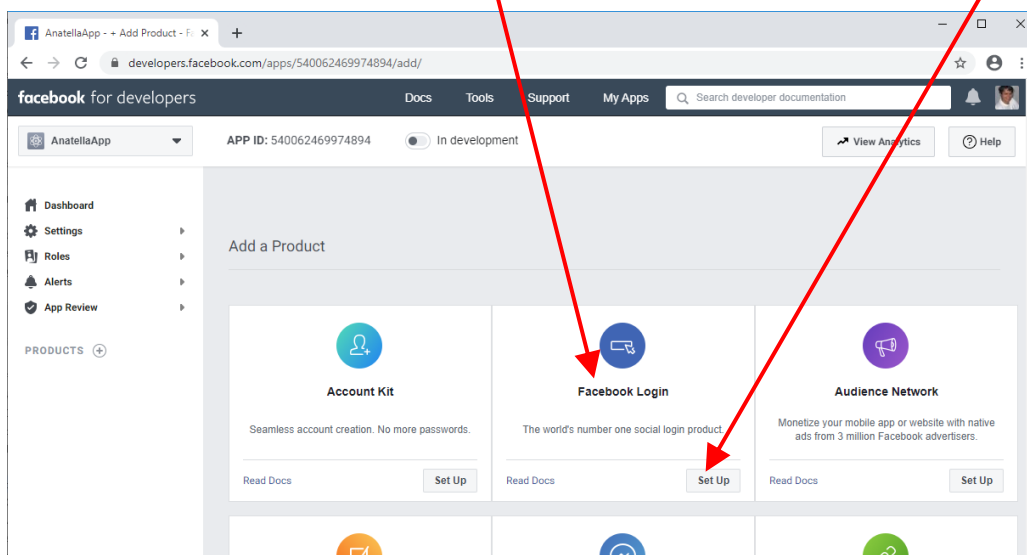 AnatellaApp - + Add Product - Fa
developers.facebook.com/apps/540062469974894/add/
facebook for developers
Docs Tools Support My Apps Search developer documentation
AnatellaApp APP ID: 540062469974894 In development View Analytics Help
Dashboard
Settings
Roles
Alerts
App Review
PRODUCTS
Add a Product
Account Kit
Seamless account creation. No more passwords.
Read Docs Set Up
Facebook Login
The world's number one social login product.
Read Docs Set Up
Audience Network
Monetize your mobile app or website with native
ads from 3 million Facebook advertisers.
Read Docs Set Up